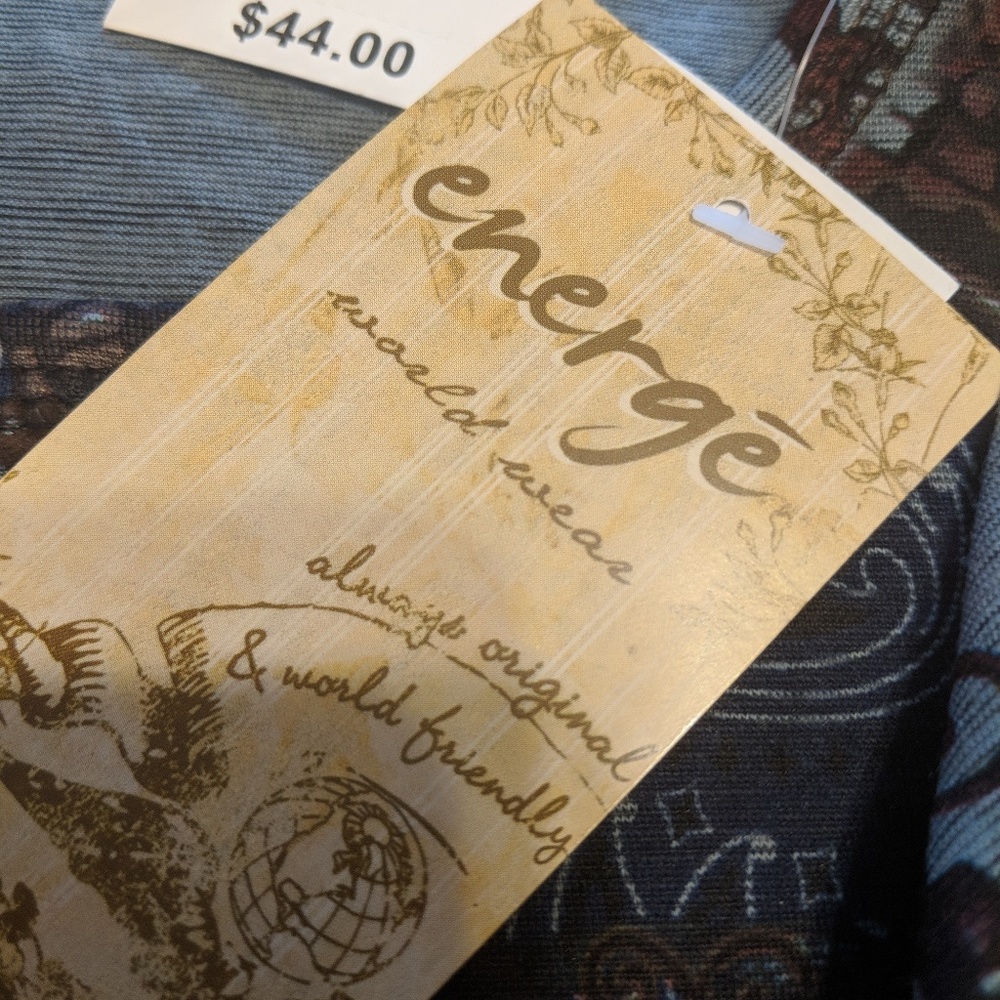 $44.00
energē
world wear
always original
& world friendly